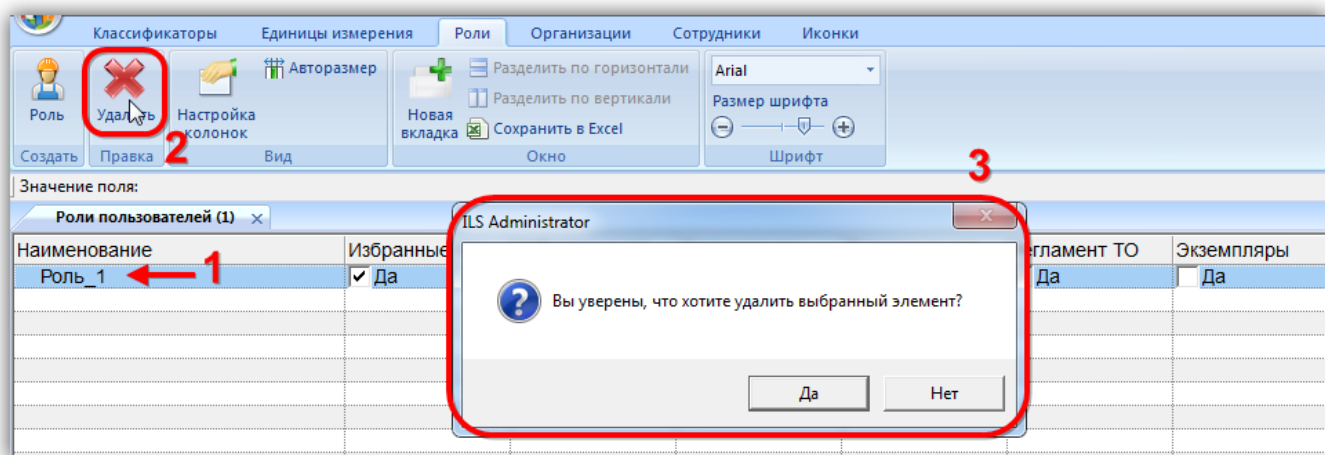 Классификаторы Единицы измерения Роли Организации Сотрудники Иконки
Роль
Удалить
Настройка колонок
Авторазмер
Новая вкладка
Разделить по горизонтали
Разделить по вертикали
Сохранить в Excel
Arial
Размер шрифта
2
Создать Правка Вид Окно Шрифт
3
Значение поля:
Роли пользователей (1)
ILS Administrator
Наименование Избранные Экземпляры
Роль_1 1 Да Да Да
Вы уверены, что хотите удалить выбранный элемент?
Да Нет